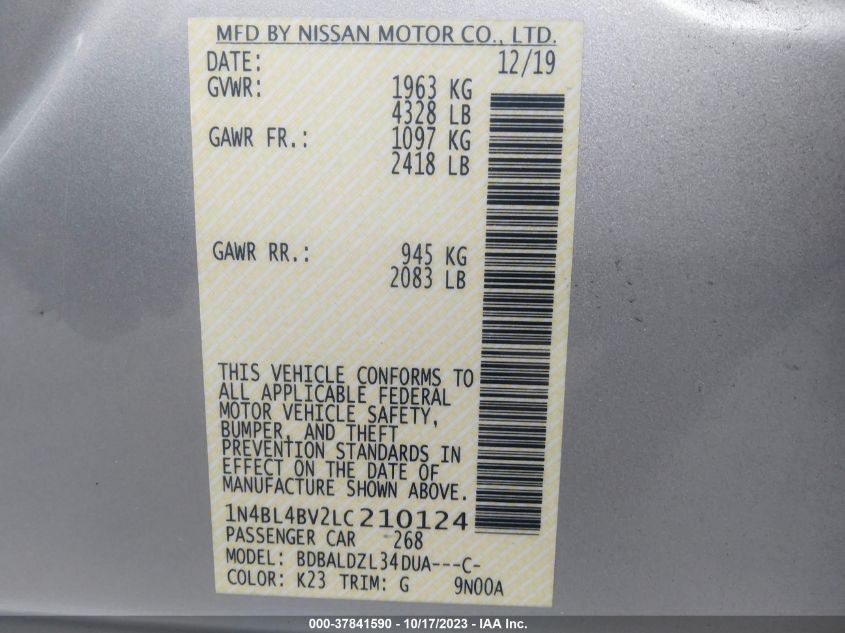 MFD BY NISSAN MOTOR CO., LTD.
DATE: 12/19
GVWR: 1963 KG
4328 LB
GAWR FR.: 1097 KG
2418 LB
GAWR RR.: 945 KG
2083 LB
THIS VEHICLE CONFORMS TO
ALL APPLICABLE FEDERAL
MOTOR VEHICLE SAFETY,
BUMPER, AND THEFT
PREVENTION STANDARDS IN
EFFECT ON THE DATE OF
MANUFACTURE SHOWN ABOVE.
1N4BL4BV2LC210124
PASSENGER CAR 268
MODEL: BDBALDZL34DUA---C-
COLOR: K23 TRIM: G 9N00A
000-37841590 - 10/17/2023 - IAA Inc.